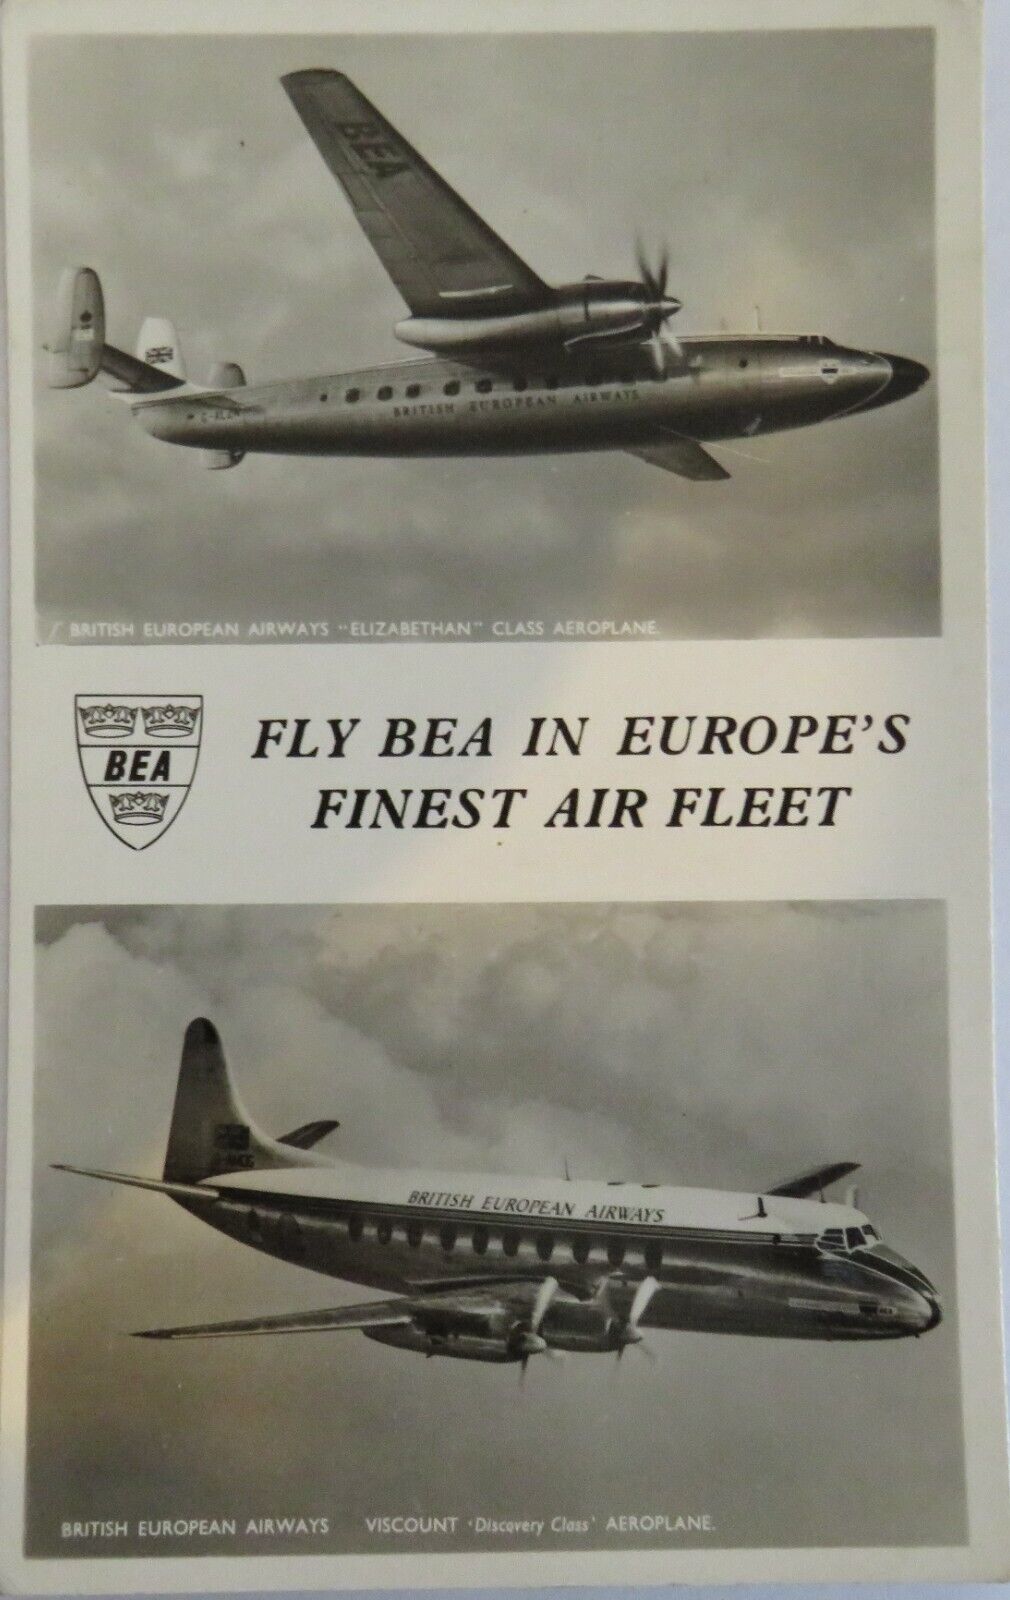 BEA
BRITISH EUROPEAN AIRWAYS
BRITISH EUROPEAN AIRWAYS "ELIZABETHAN" CLASS AEROPLANE.
BEA
FLY BEA IN EUROPE'S
FINEST AIR FLEET
BRITISH EUROPEAN AIRWAYS
BEA
BRITISH EUROPEAN AIRWAYS VISCOUNT 'Discovery Class' AEROPLANE.